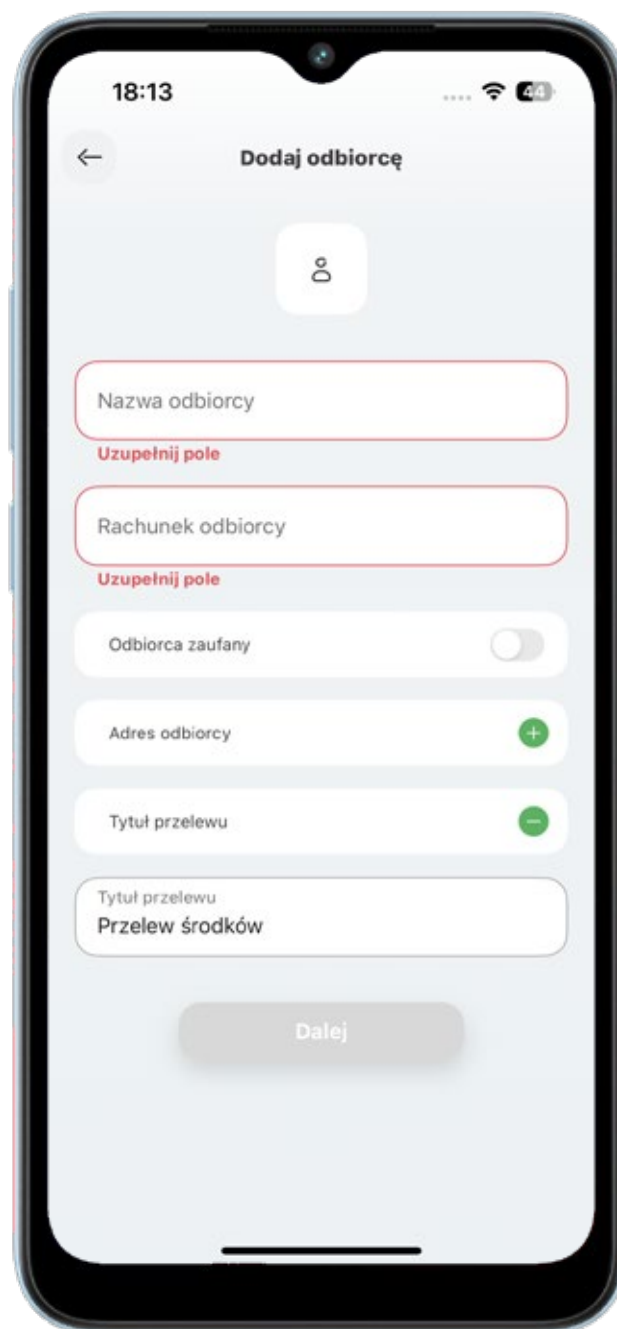 18:13
44
Dodaj odbiorcę
Nazwa odbiorcy
Uzupełnij pole
Rachunek odbiorcy
Uzupełnij pole
Odbiorca zaufany
Adres odbiorcy
Tytuł przelewu
Tytuł przelewu
Przelew środków
Dalej